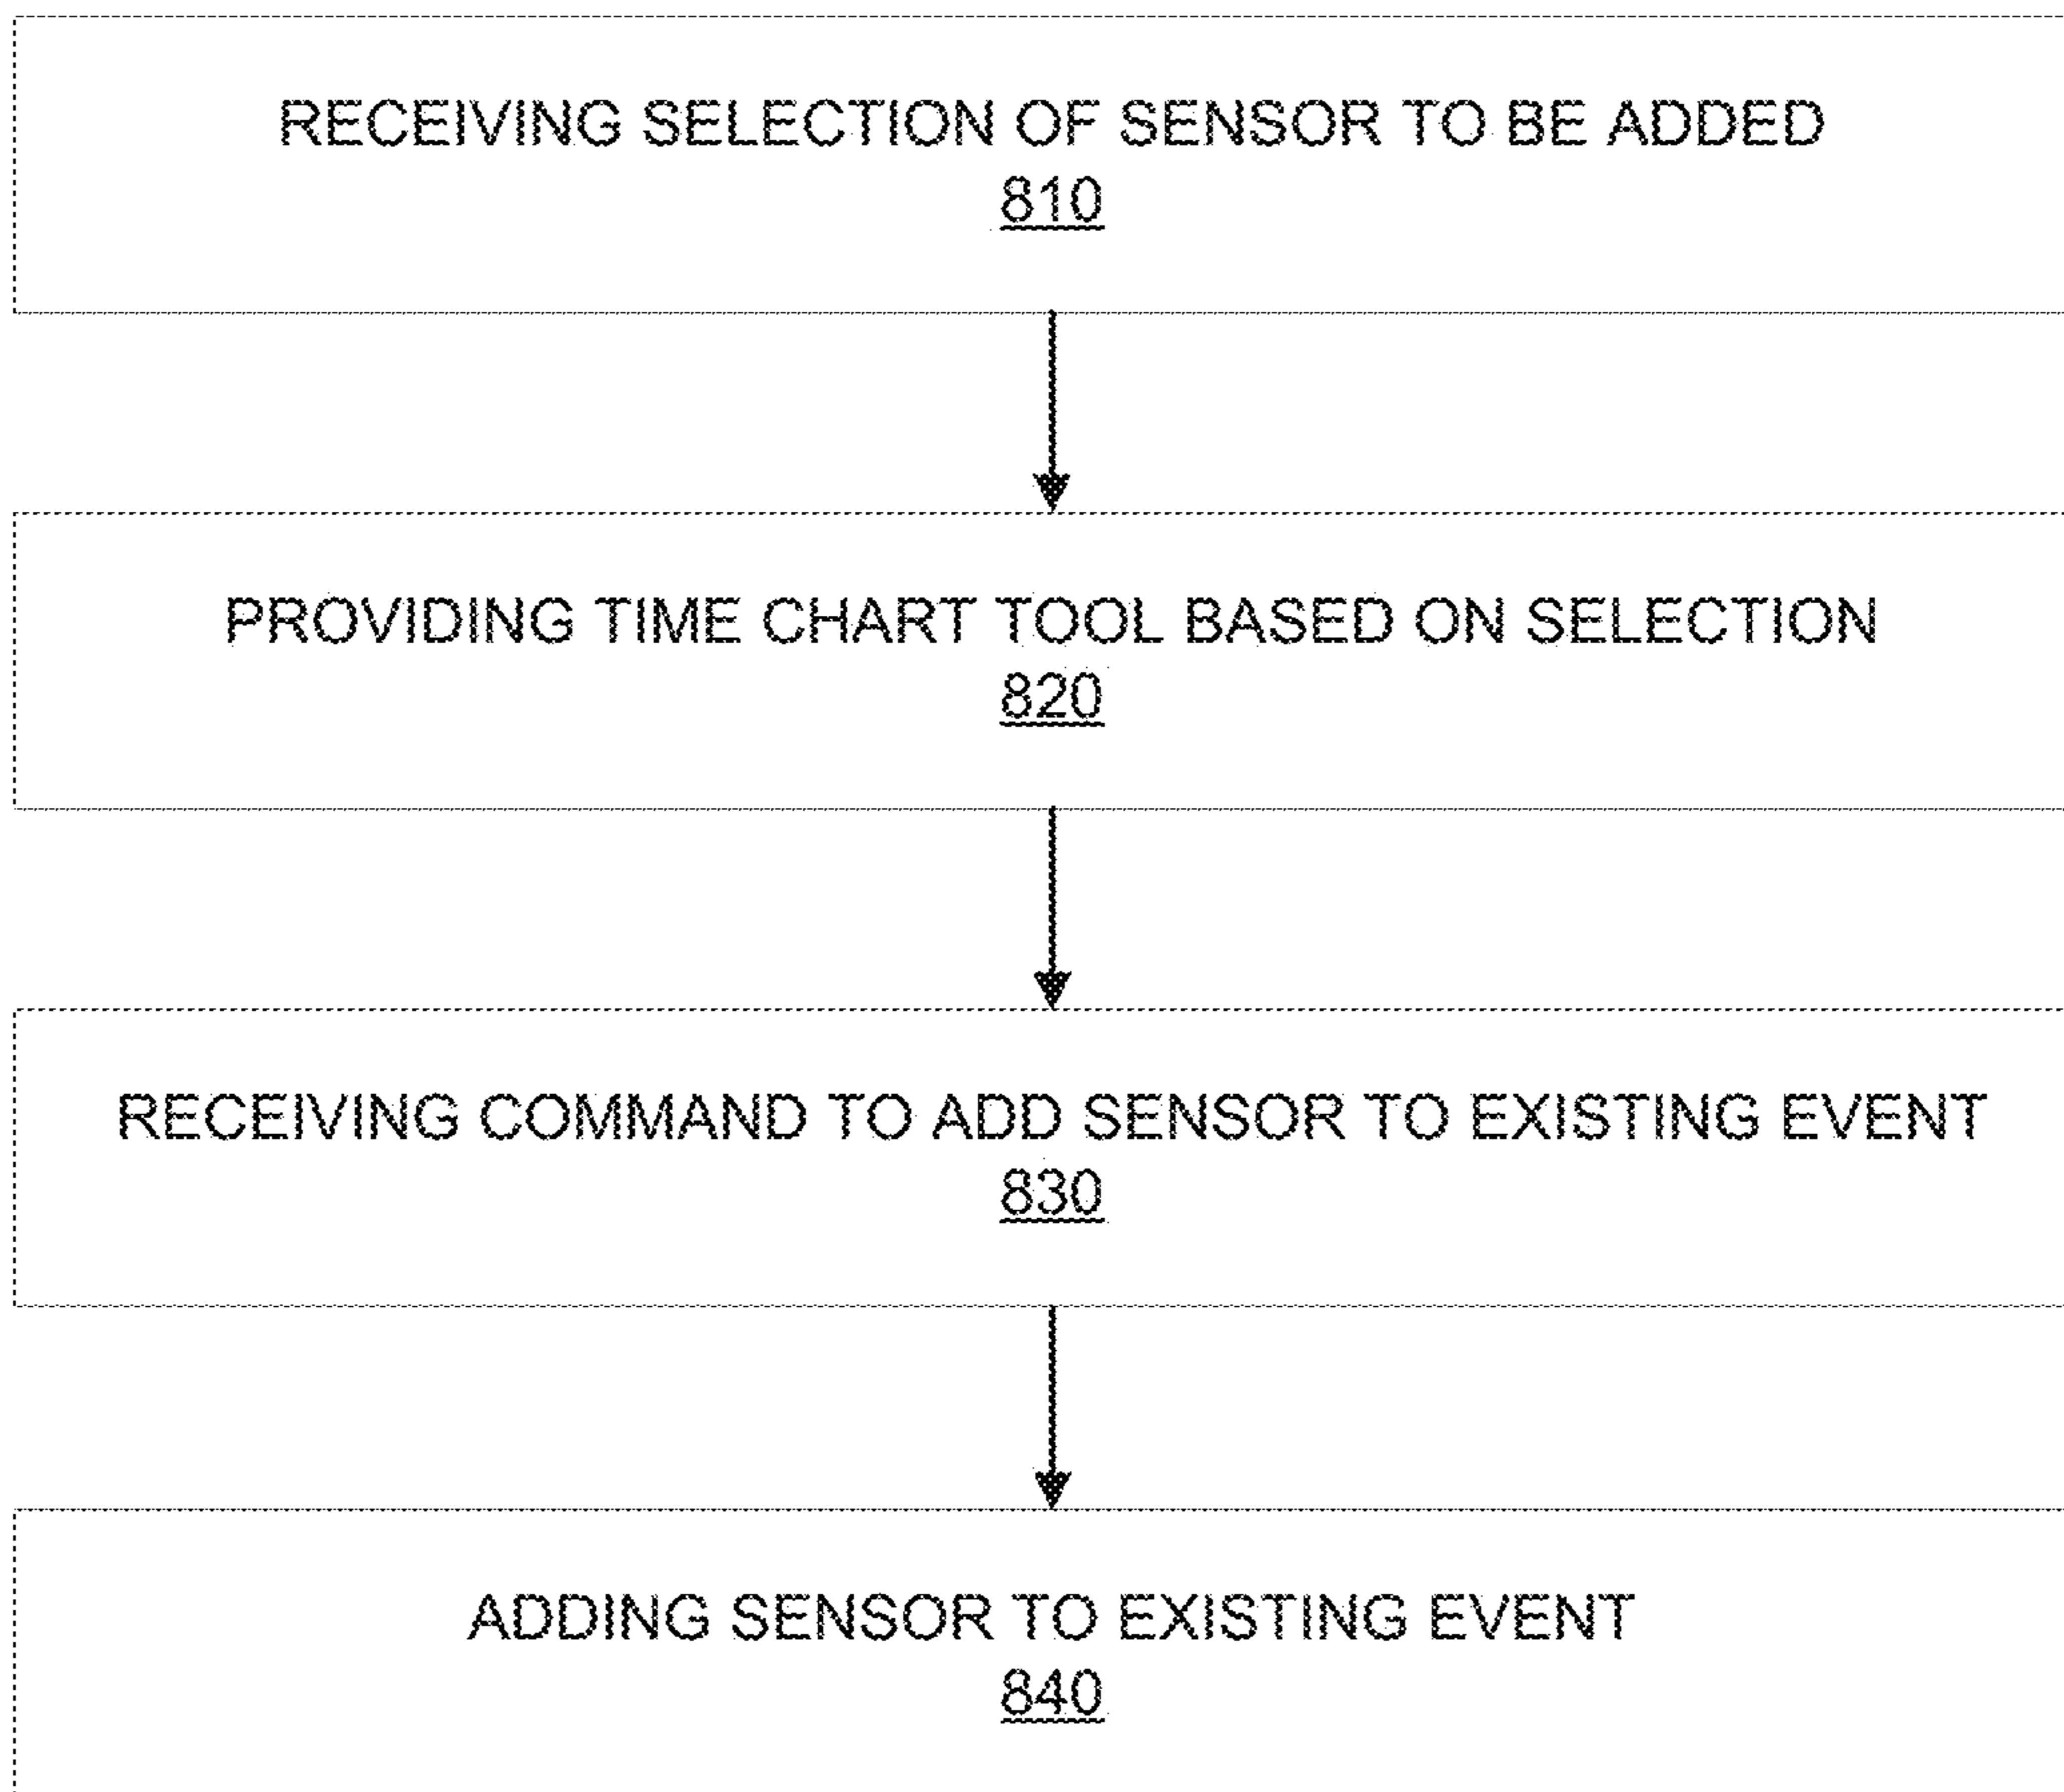 RECEIVING SELECTION OF SENSOR TO BE ADDED
810
PROVIDING TIME CHART TOOL BASED ON SELECTION
820
RECEIVING COMMAND TO ADD SENSOR TO EXISTING EVENT
830
ADDING SENSOR TO EXISTING EVENT
840